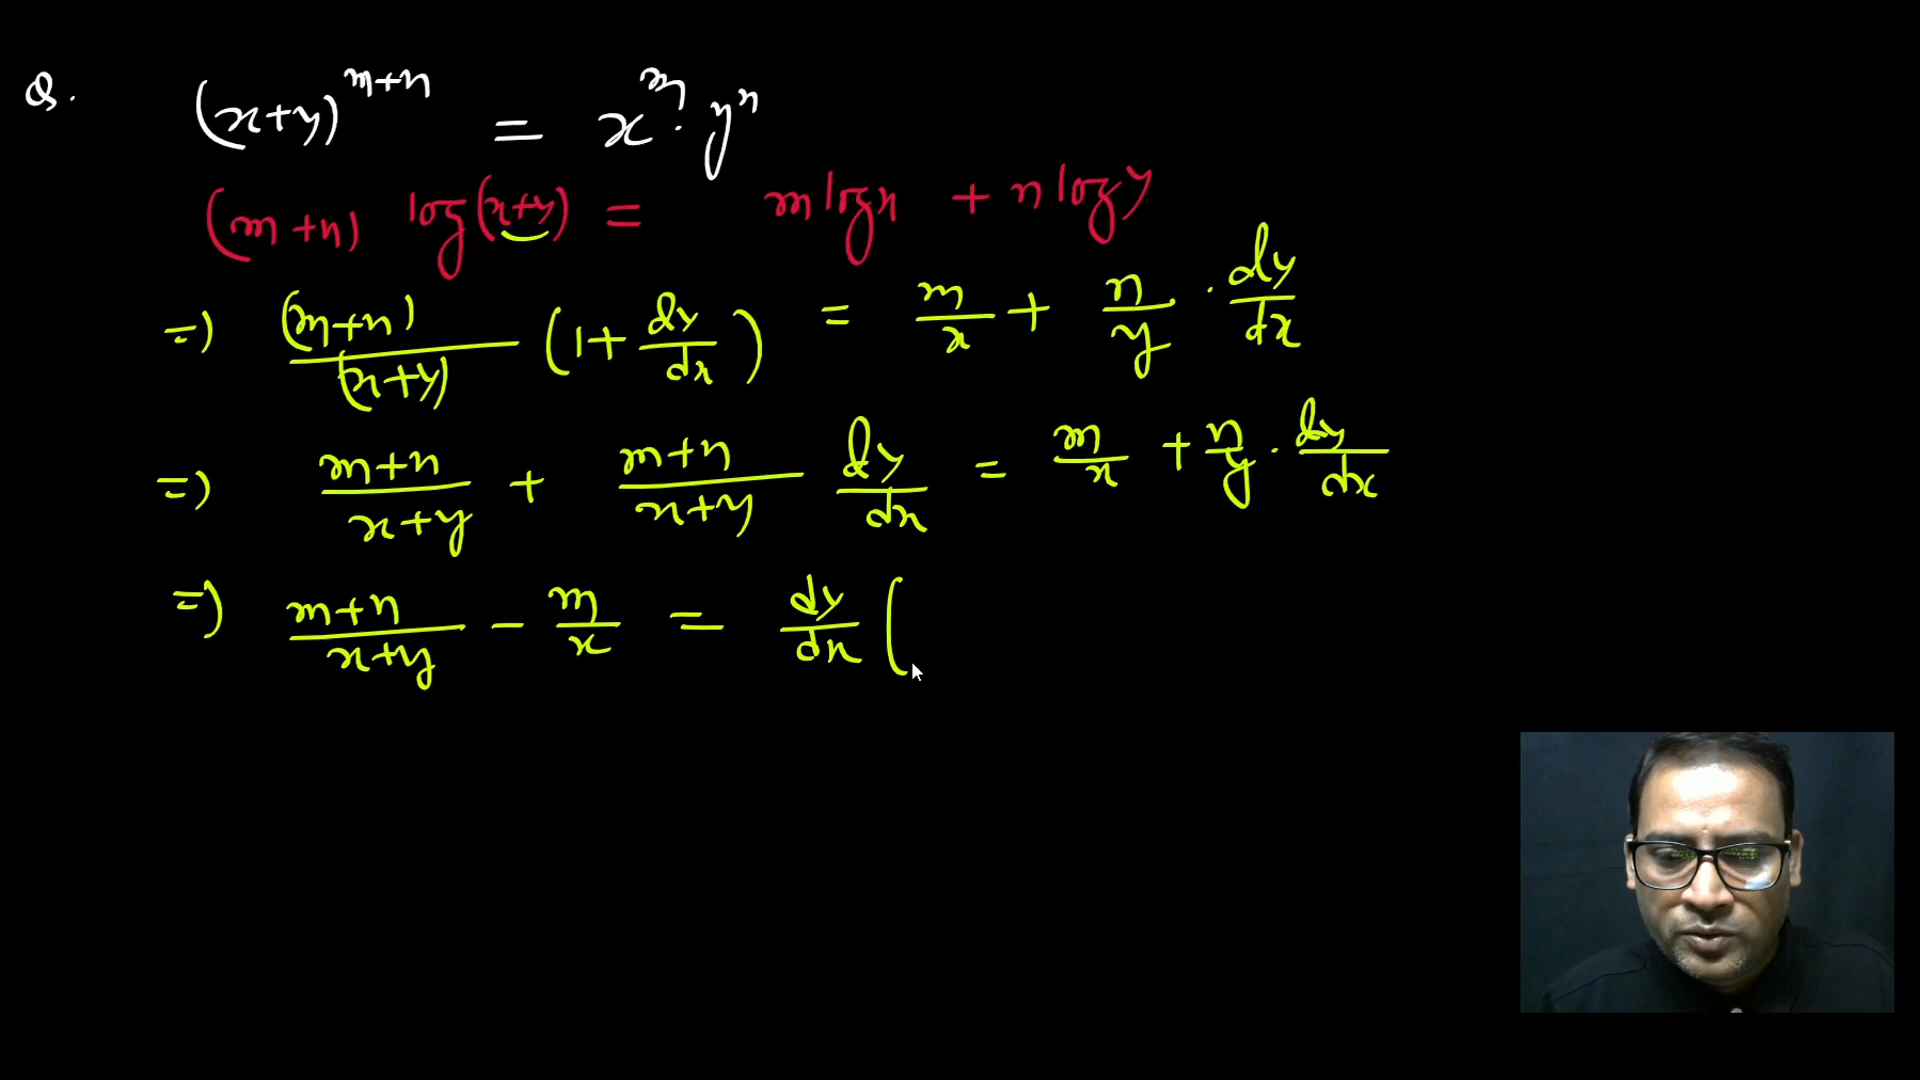 Q. (x+y)^{m+n} = x^m · y^n
(m+n) log(x+y) = m log x + n log y
=) (m+n)/(x+y) (1 + dy/dx) = m/x + n/y · dy/dx
=) m+n/x+y + m+n/x+y dy/dx = m/x + n/y · dy/dx
=) m+n/x+y - m/x = dy/dx (